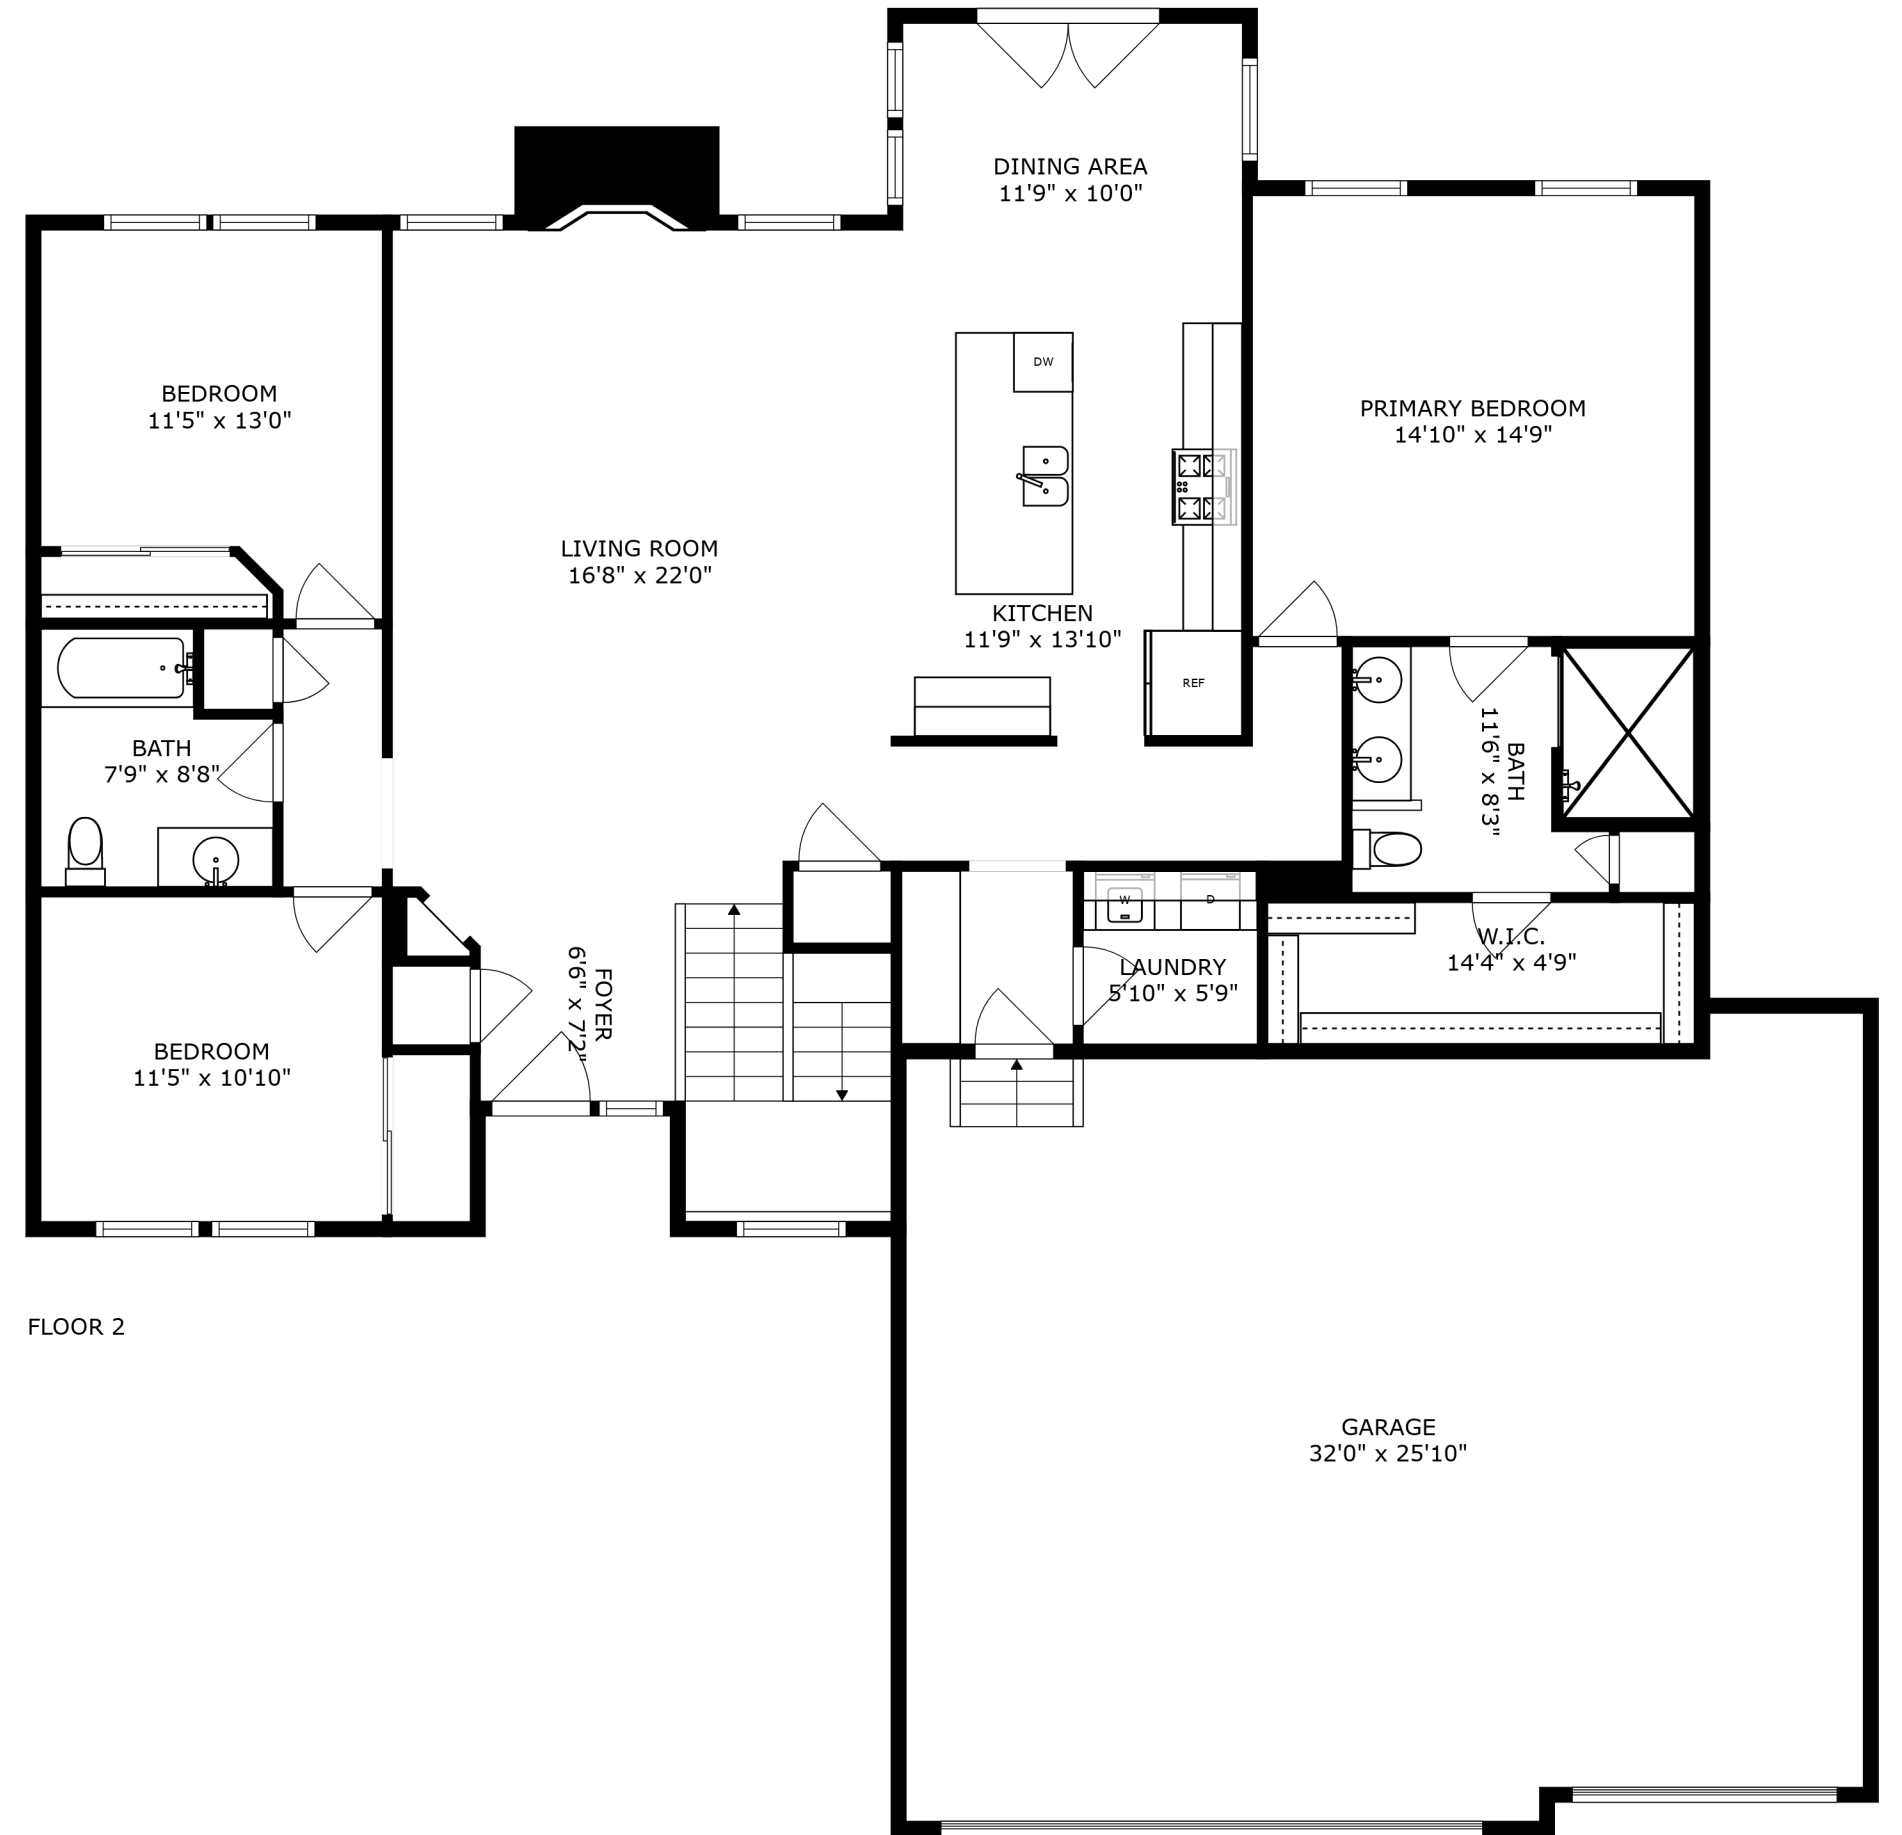 DINING AREA
11'9" x 10'0"
BEDROOM
11'5" x 13'0"
DW
PRIMARY BEDROOM
14'10" x 14'9"
LIVING ROOM
16'8" x 22'0"
KITCHEN
11'9" x 13'10"
REF
BATH
7'9" x 8'8"
BATH
11'6" x 8'3"
W
D
W.I.C.
14'4" x 4'9"
LAUNDRY
5'10" x 5'9"
FOYER
6'6" x 7'2"
BEDROOM
11'5" x 10'10"
FLOOR 2
GARAGE
32'0" x 25'10"